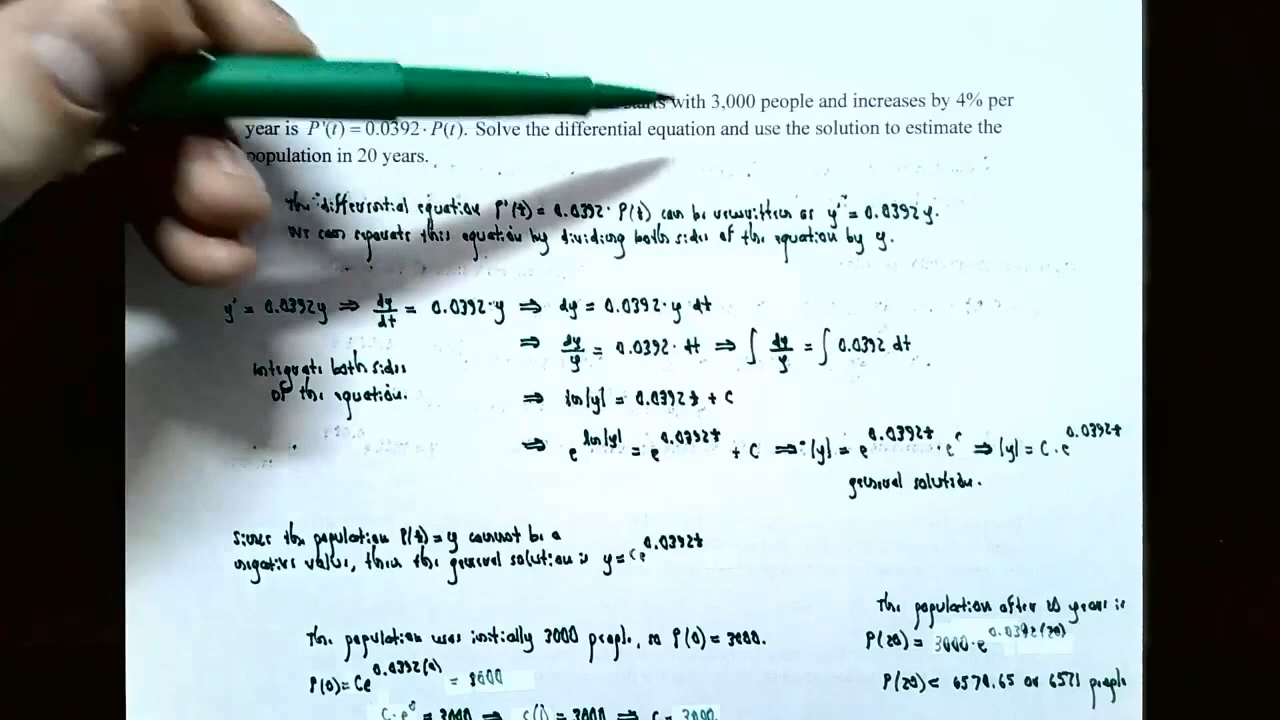 with 3,000 people and increases by 4% per
year is P'(t) = 0.0392 · P(t). Solve the differential equation and use the solution to estimate the
population in 20 years.
The differential equation P'(t) = 0.0392 · P(t) can be rewritten as y' = 0.0392 y.
We can separate this equation by dividing both sides of the equation by y.
y' = 0.0392y ⇒ dy/dt = 0.0392·y ⇒ dy = 0.0392·y dt
⇒ dy/y = 0.0392· dt ⇒ ∫ dy/y = ∫ 0.0392 dt
Integrate both sides
of the equation.
⇒ ln|y| = 0.0392t + C
⇒ e^ln|y| = e^0.0392t + C ⇒ |y| = e^0.0392t · e^C ⇒ |y| = C·e^0.0392t
general solution.
Since the population P(t) = y cannot be a
negative value, then the general solution is y = Ce^0.0392t
The population was initially 3000 people, so P(0) = 3000.
P(0) = Ce^0.0392(0) = 3000
C·e^0 = 3000 ⇒ C(1) = 3000 ⇒ C = 3000.
The population after 20 years is
P(20) = 3000·e^0.0392(20)
P(20) = 6570.65 or 6571 people